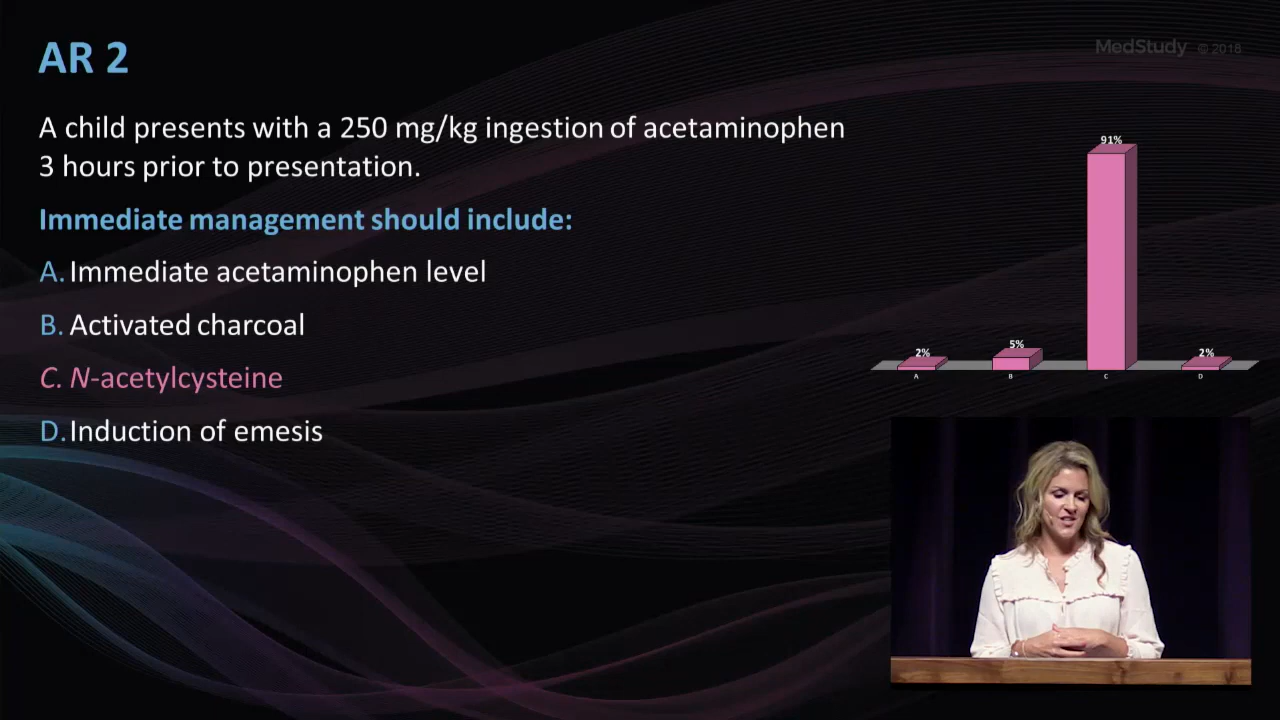 AR 2
MedStudy © 2018
A child presents with a 250 mg/kg ingestion of acetaminophen
3 hours prior to presentation.
Immediate management should include:
A. Immediate acetaminophen level
B. Activated charcoal
C. N-acetylcysteine
D. Induction of emesis
91%
2%
5%
2%
A
B
C
D